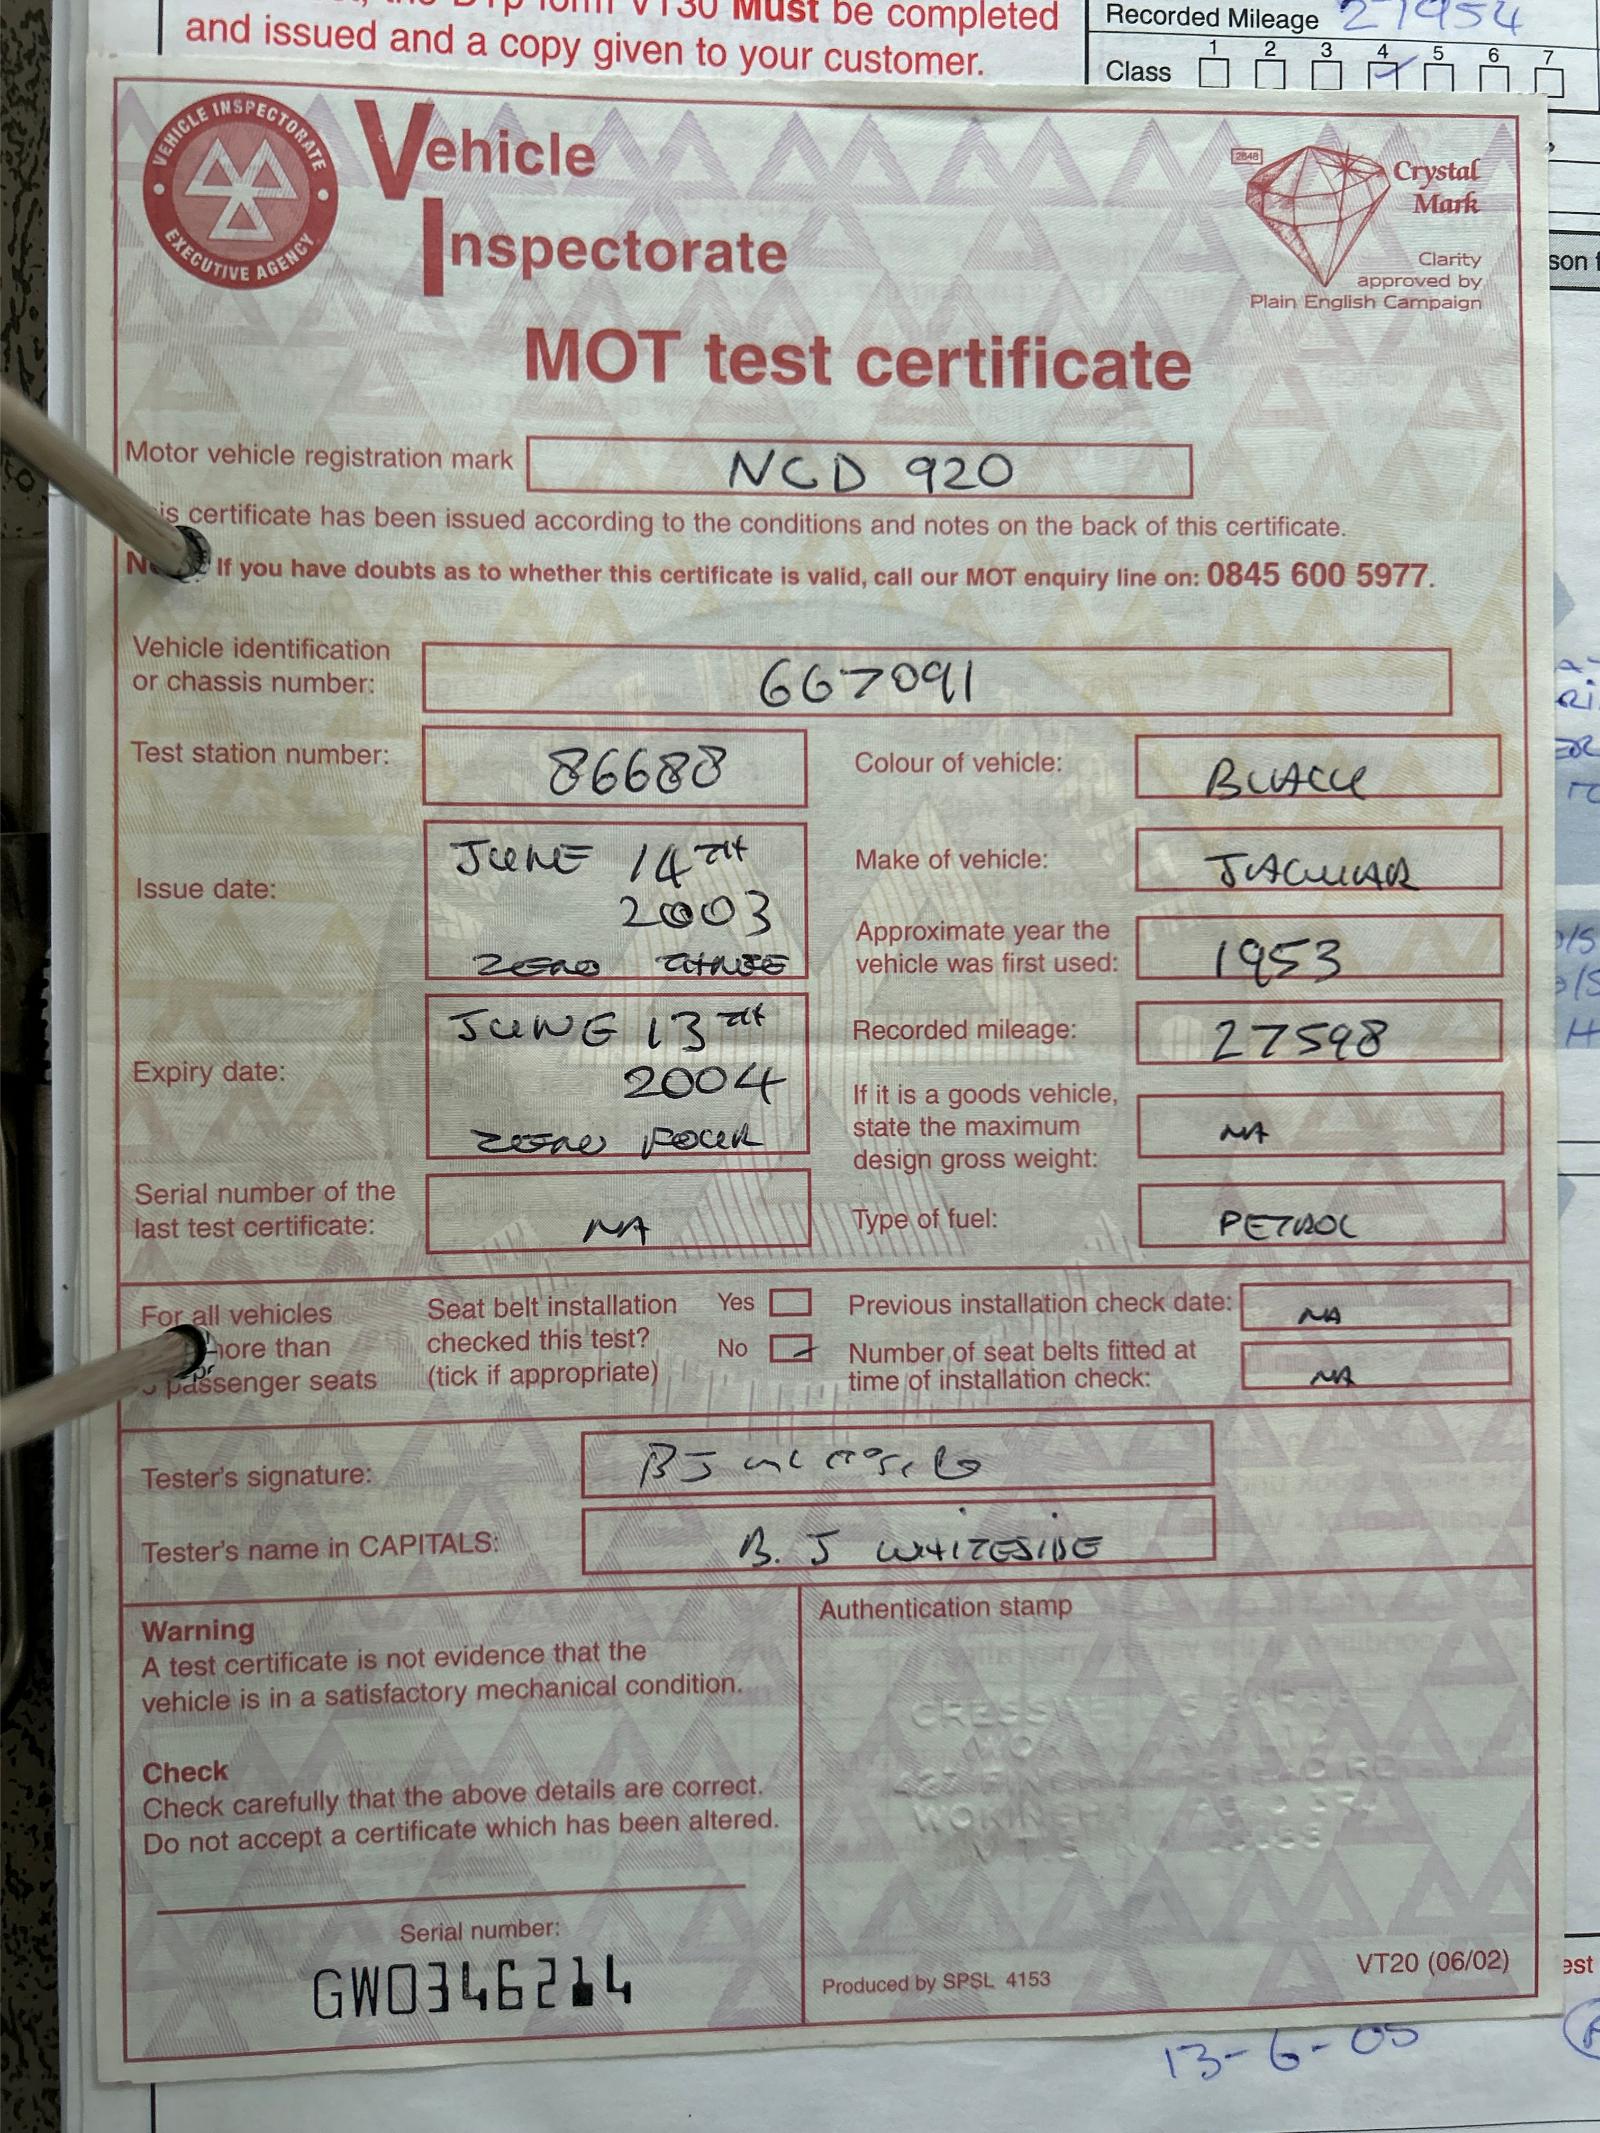 form VT30 Must be completed
and issued and a copy given to your customer.
Recorded Mileage 27954
Class 1 2 3 4 5 6 7
VEHICLE INSPECTORATE
EXECUTIVE AGENCY
Vehicle
Inspectorate
2848
Crystal
Mark
Clarity
approved by
Plain English Campaign
MOT test certificate
Motor vehicle registration mark NCD 920
certificate has been issued according to the conditions and notes on the back of this certificate.
If you have doubts as to whether this certificate is valid, call our MOT enquiry line on: 0845 600 5977.
Vehicle identification
or chassis number: 667091
Test station number: 86688
Colour of vehicle: BLACK
Issue date: JUNE 14TH
2003
ZERO THREE
Make of vehicle: JAGUAR
Approximate year the
vehicle was first used: 1953
Expiry date: JUNE 13TH
2004
ZERO FOUR
Recorded mileage: 27598
If it is a goods vehicle,
state the maximum
design gross weight: NA
Serial number of the
last test certificate: NA
Type of fuel: PETROL
For all vehicles
more than
passenger seats
Seat belt installation
checked this test?
(tick if appropriate)
Yes
No
Previous installation check date: NA
Number of seat belts fitted at
time of installation check: NA
Tester's signature:
Tester's name in CAPITALS: B. J WHITESIDE
Warning
A test certificate is not evidence that the
vehicle is in a satisfactory mechanical condition.
Check
Check carefully that the above details are correct.
Do not accept a certificate which has been altered.
Serial number:
GW0346214
Authentication stamp
Produced by SPSL 4153
VT20 (06/02)
13-6-05